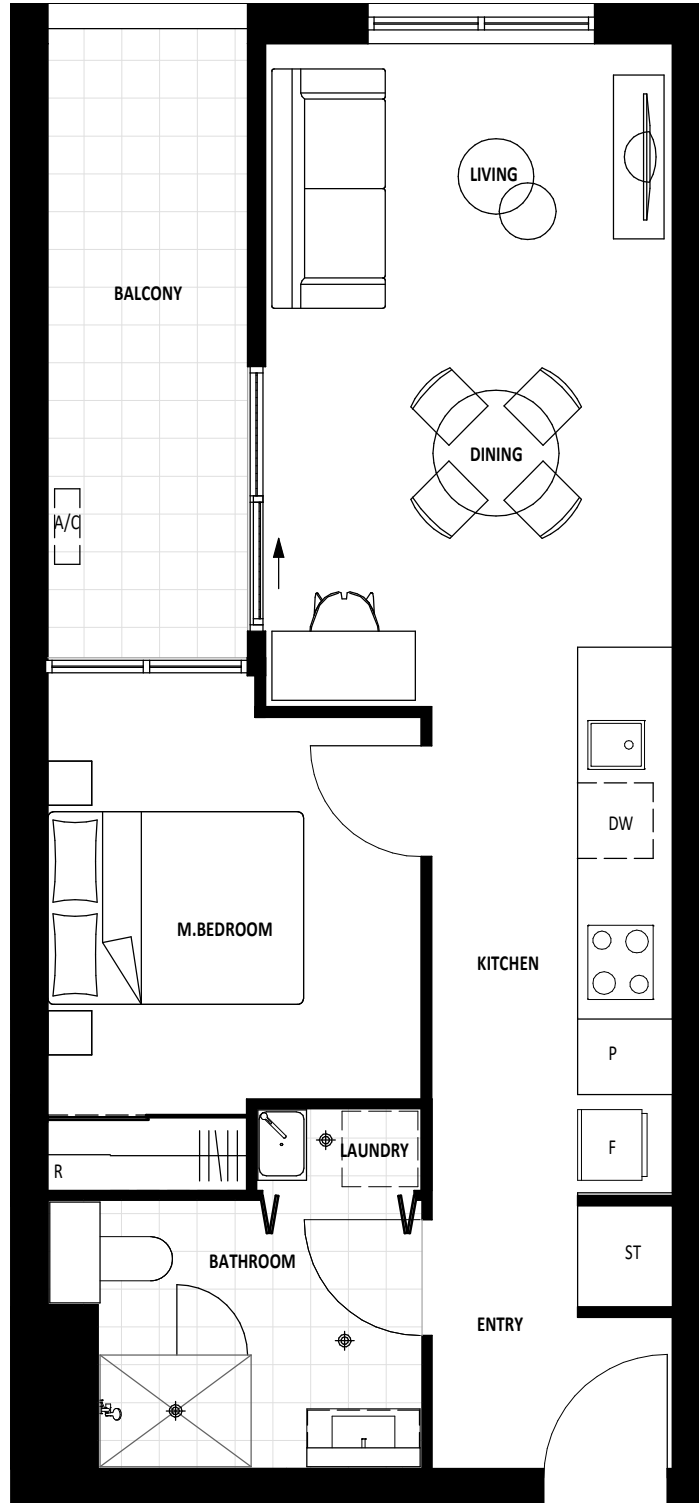 LIVING
BALCONY
DINING
A/C
DW
M.BEDROOM
KITCHEN
P
F
LAUNDRY
R
BATHROOM
ST
ENTRY